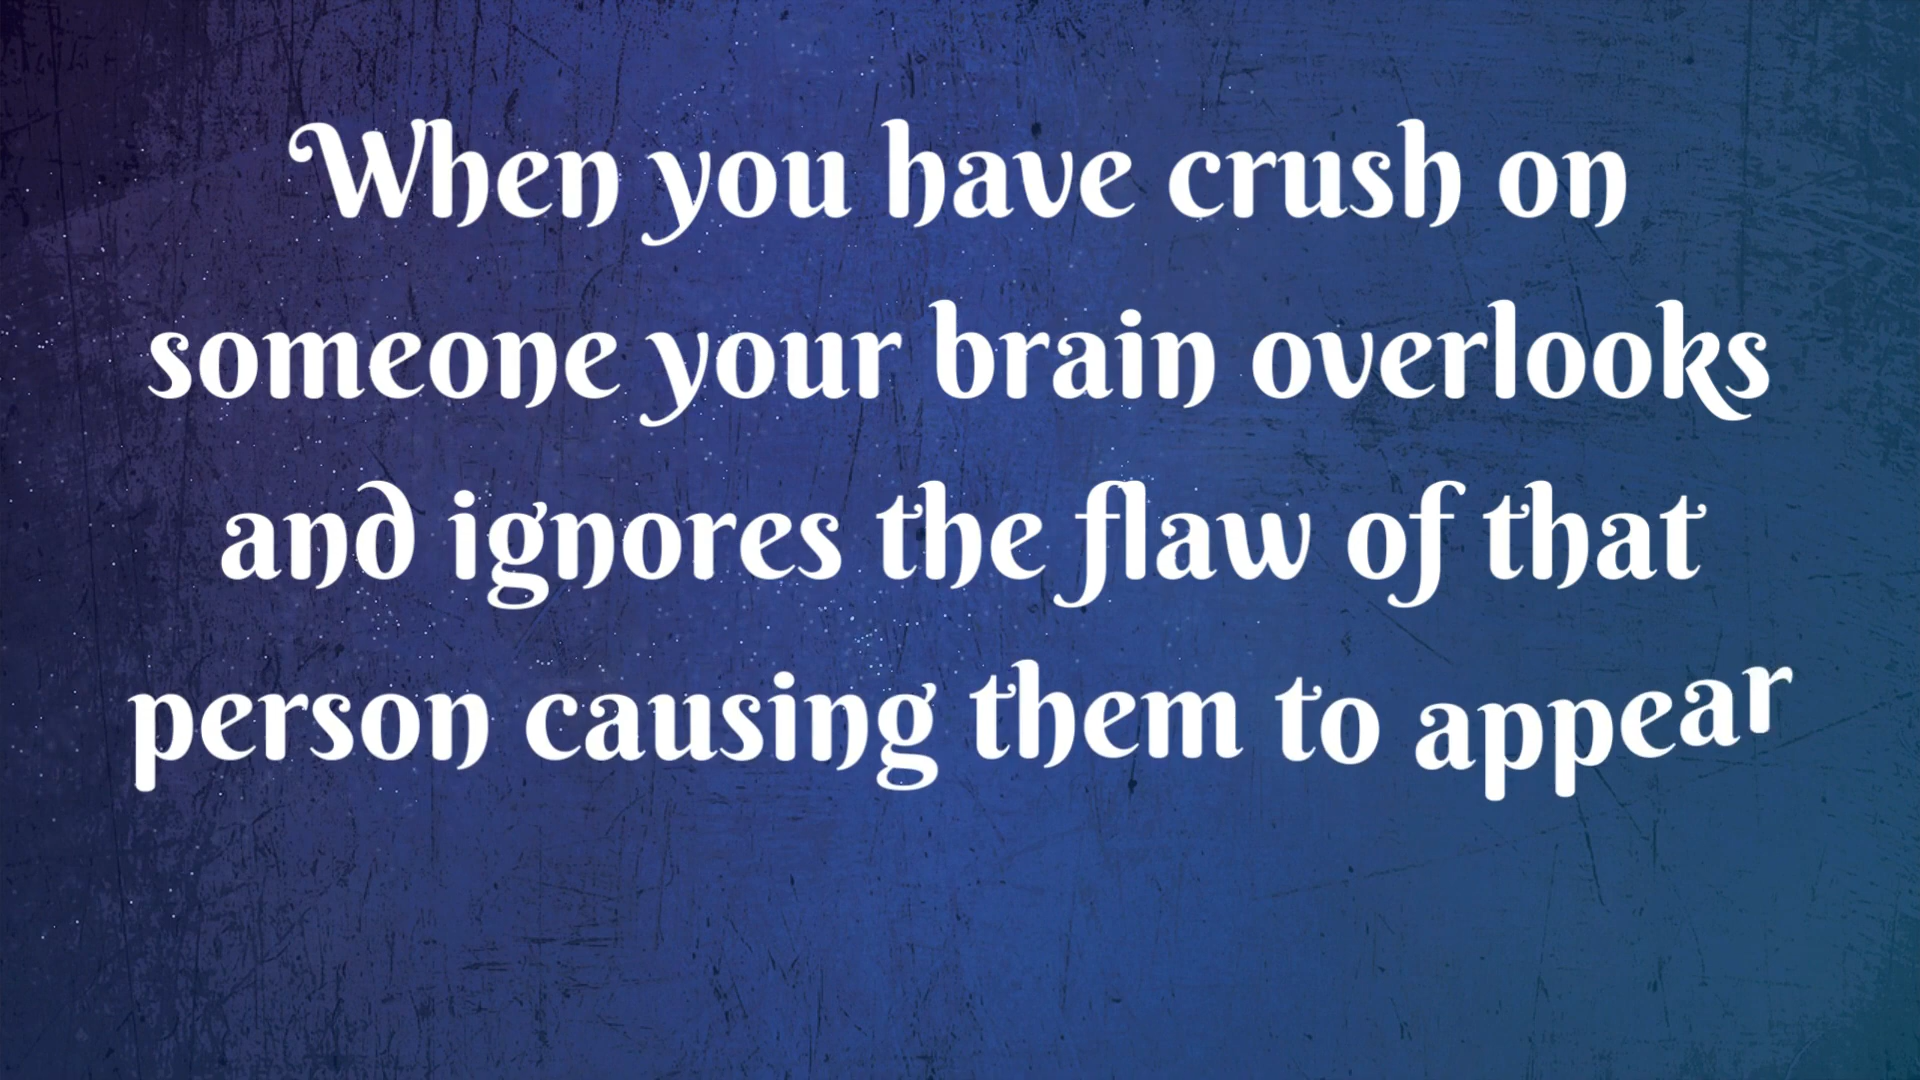 When you have crush on
someone your brain overlooks
and ignores the flaw of that
person causing them to appear